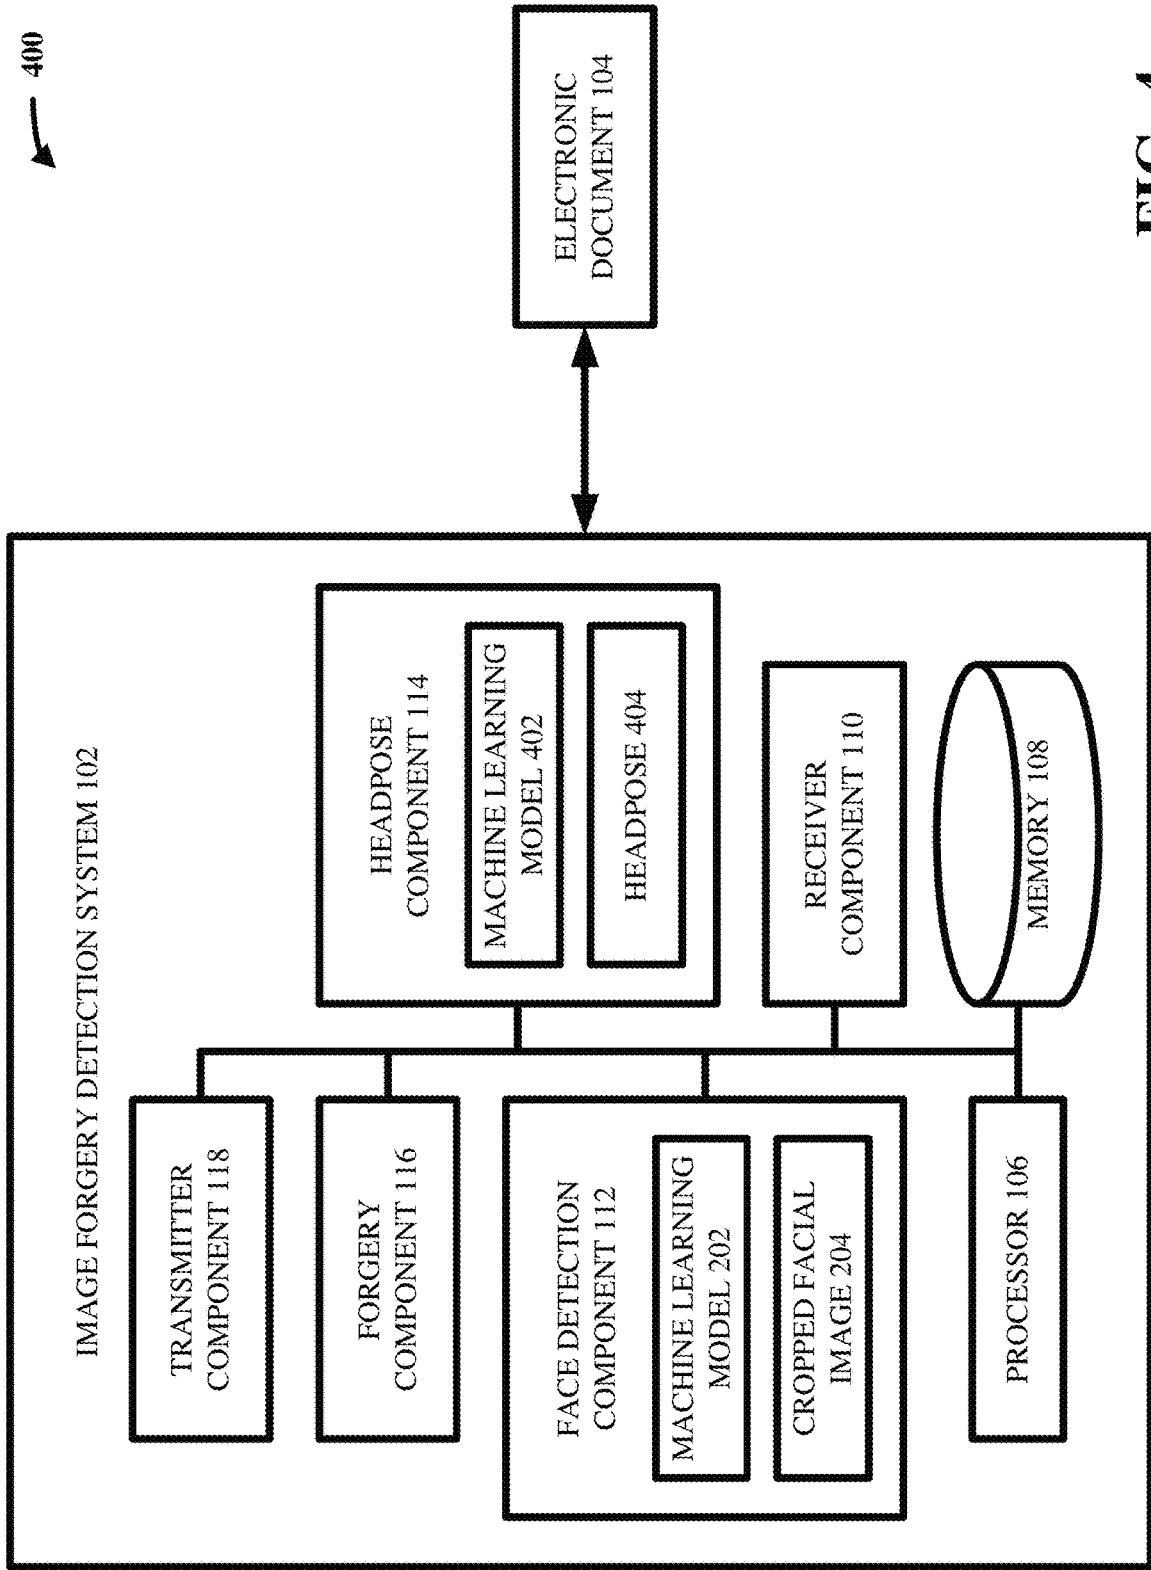 400
IMAGE FORGERY DETECTION SYSTEM 102
TRANSMITTER
COMPONENT 118
FORGERY
COMPONENT 116
FACE DETECTION
COMPONENT 112
MACHINE LEARNING
MODEL 202
CROPPED FACIAL
IMAGE 204
PROCESSOR 106
HEADPOSE
COMPONENT 114
MACHINE LEARNING
MODEL 402
HEADPOSE 404
RECEIVER
COMPONENT 110
MEMORY 108
ELECTRONIC
DOCUMENT 104
FIG. 4